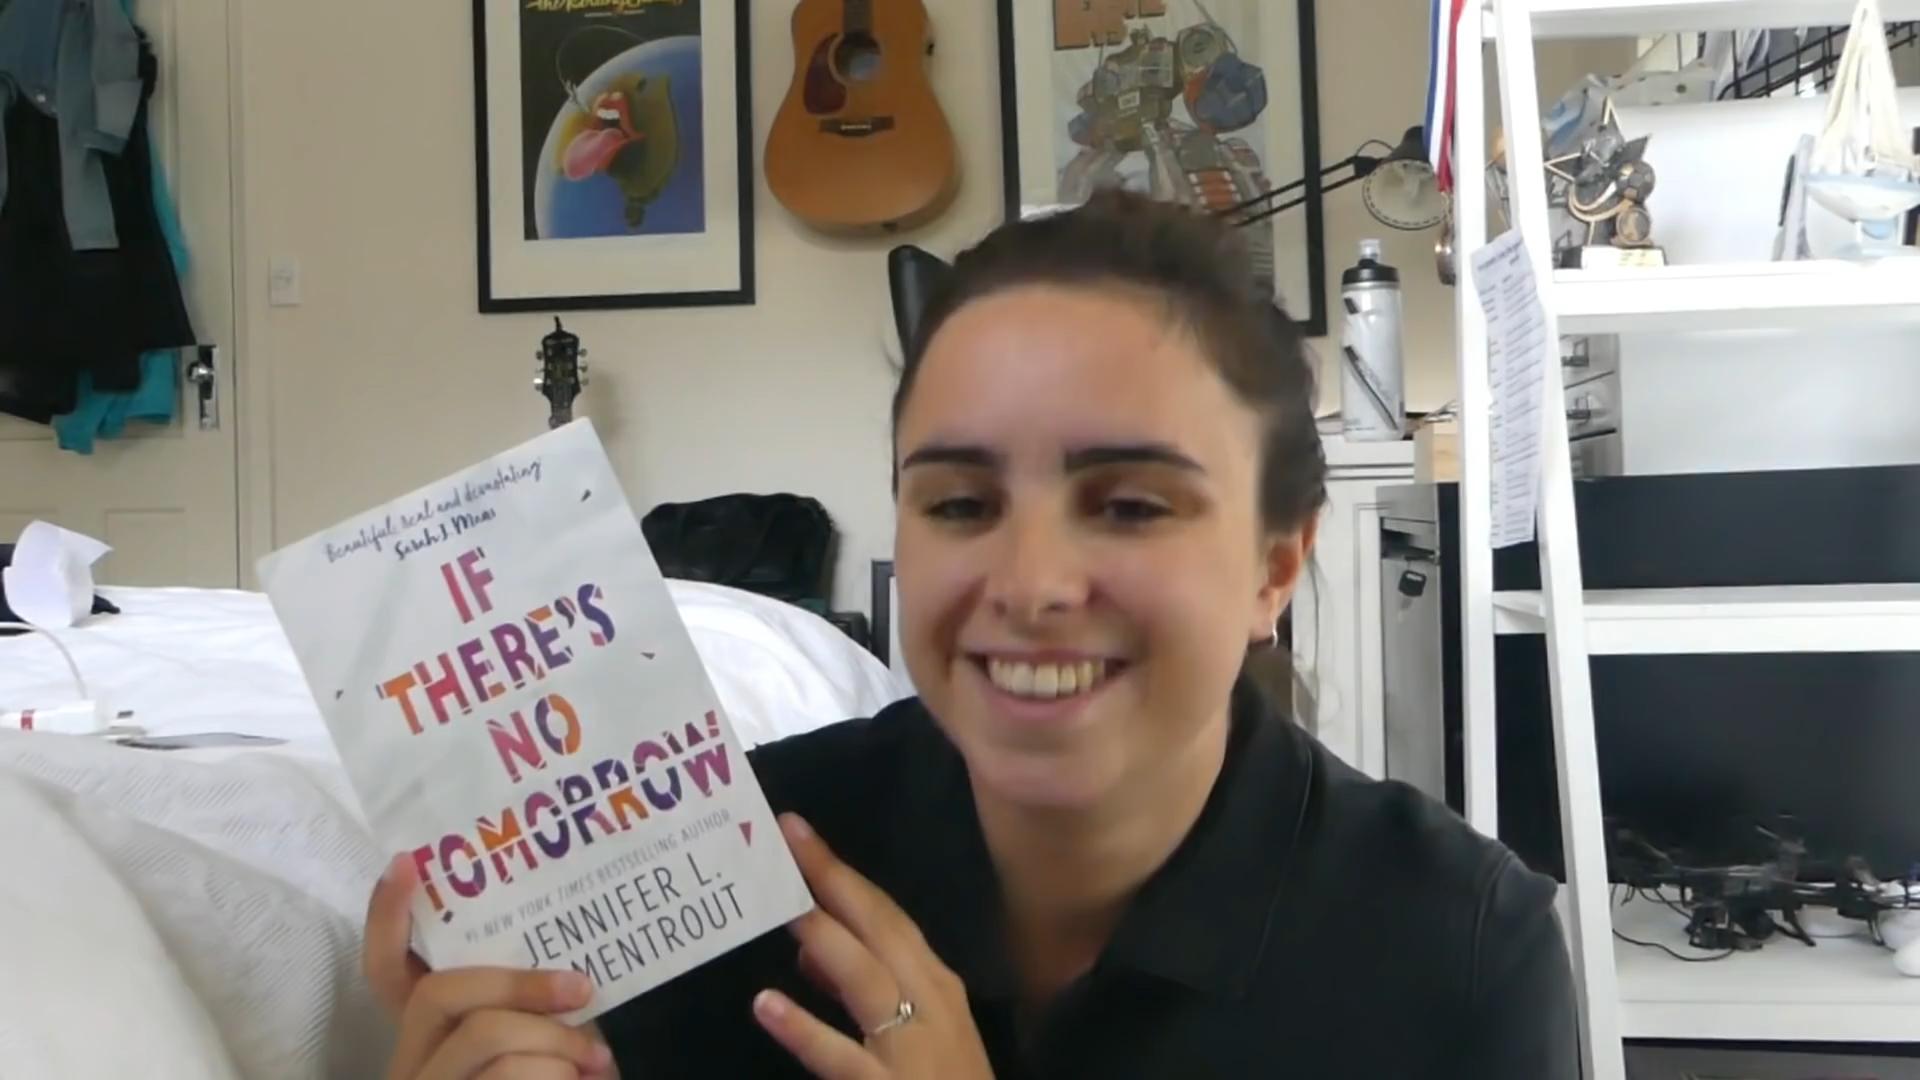 Beautiful, real and devastating
Sarah J. Maas
IF
THERE'S
NO
TOMORROW
#1 NEW YORK TIMES BESTSELLING AUTHOR
JENNIFER L.
MENTROUT